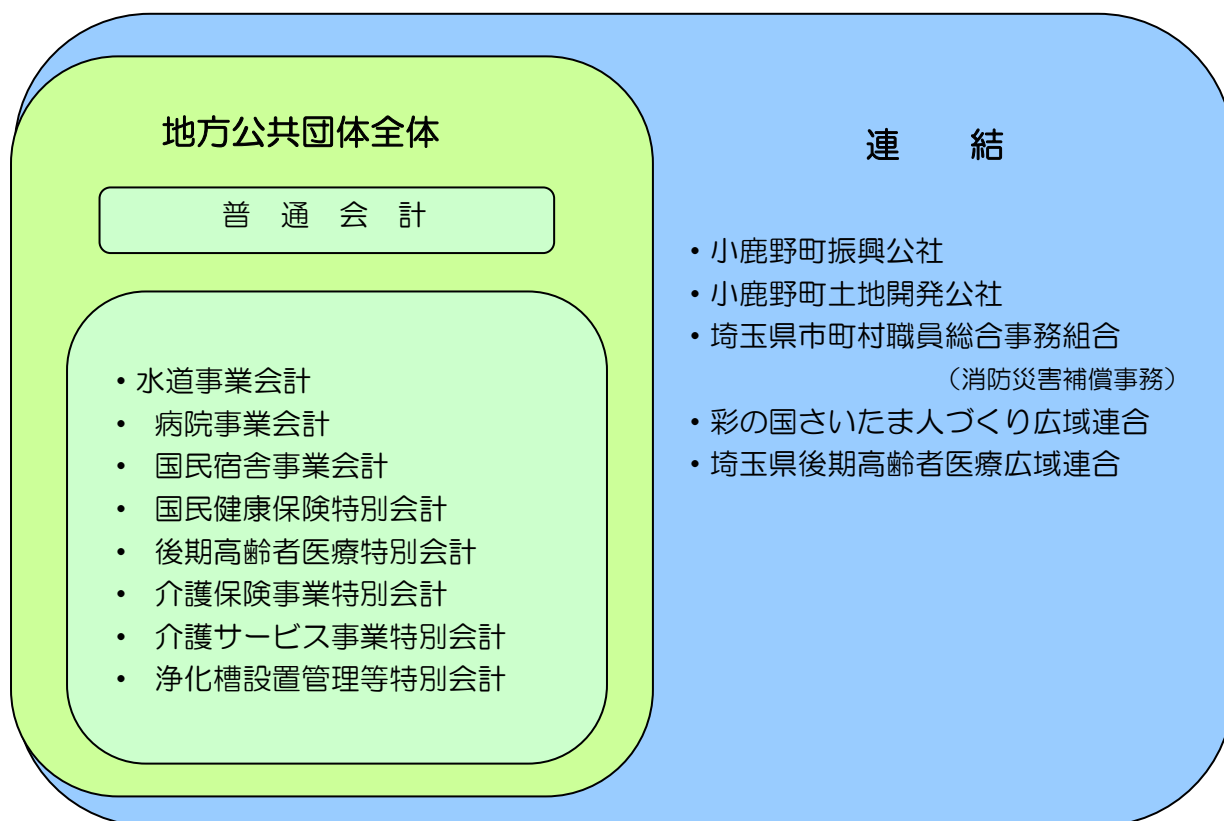 地方公共団体全体
普　通　会　計
・水道事業会計
・　病院事業会計
・　国民宿舎事業会計
・　国民健康保険特別会計
・　後期高齢者医療特別会計
・　介護保険事業特別会計
・　介護サービス事業特別会計
・　浄化槽設置管理等特別会計
連　　結
・小鹿野町振興公社
・小鹿野町土地開発公社
・埼玉県市町村職員総合事務組合
（消防災害補償事務）
・彩の国さいたま人づくり広域連合
・埼玉県後期高齢者医療広域連合